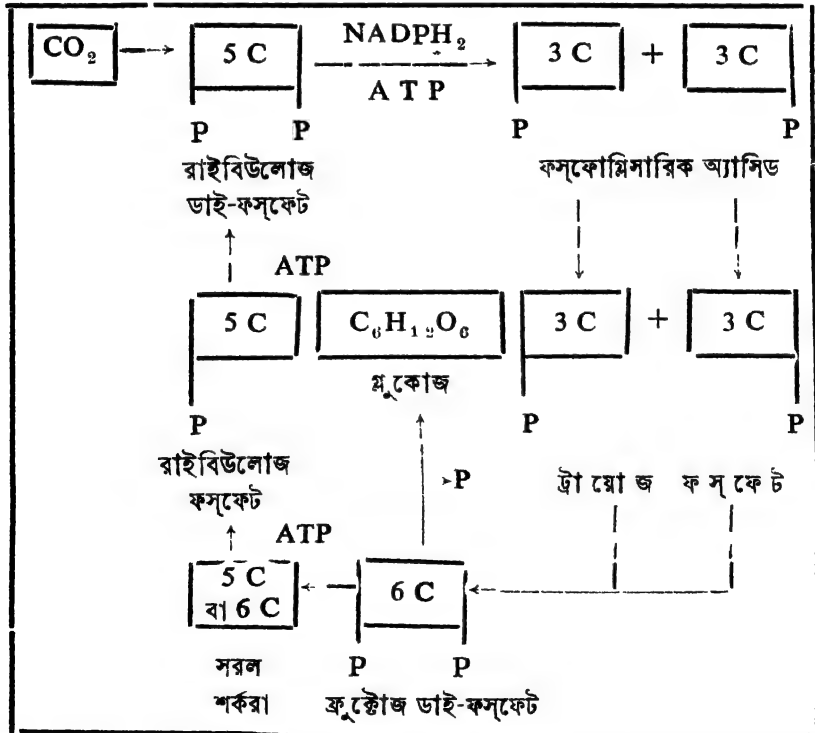 CO₂ 5 C NADPH₂ 3 C + 3 C
ATP
P P P P
রাইবিউলোজ ফস্‌ফোগ্লিসারিক অ্যাসিড
ডাই-ফস্‌ফেট
ATP
5 C C₆H₁₂O₆ 3 C + 3 C
গ্লুকোজ
P P P
রাইবিউলোজ P ট্রায়োজ ফস্‌ফেট
ফস্‌ফেট
ATP
5 C 6 C
বা 6 C
সরল P P
শর্করা ফ্রুক্টোজ ডাই-ফস্‌ফেট